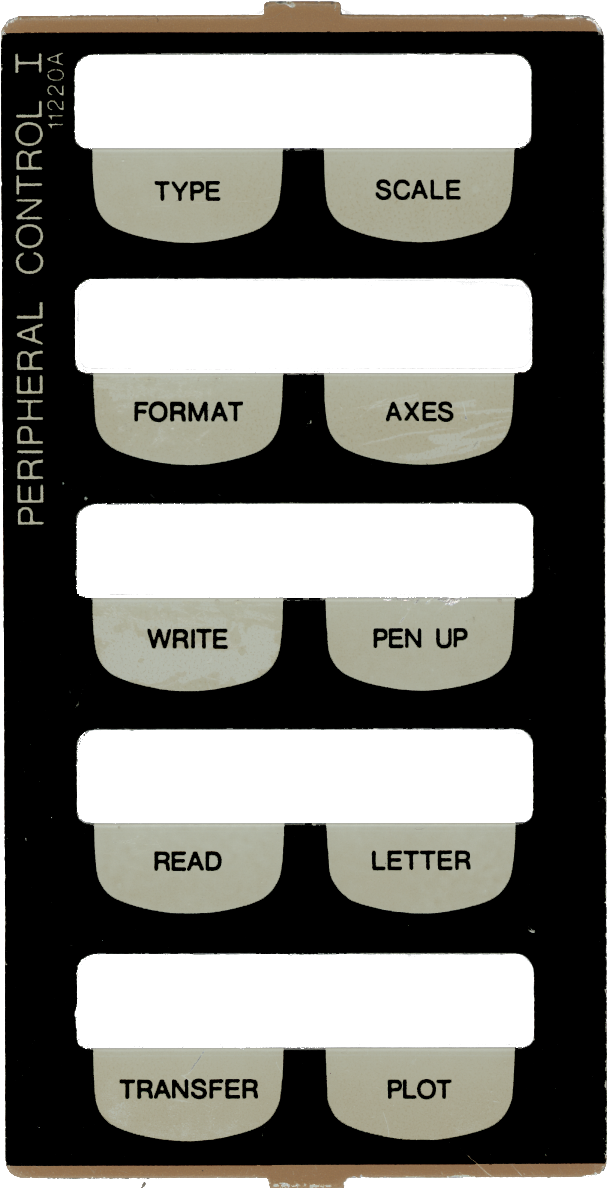 PERIPHERAL CONTROL I
11220A
TYPE SCALE
FORMAT AXES
WRITE PEN UP
READ LETTER
TRANSFER PLOT